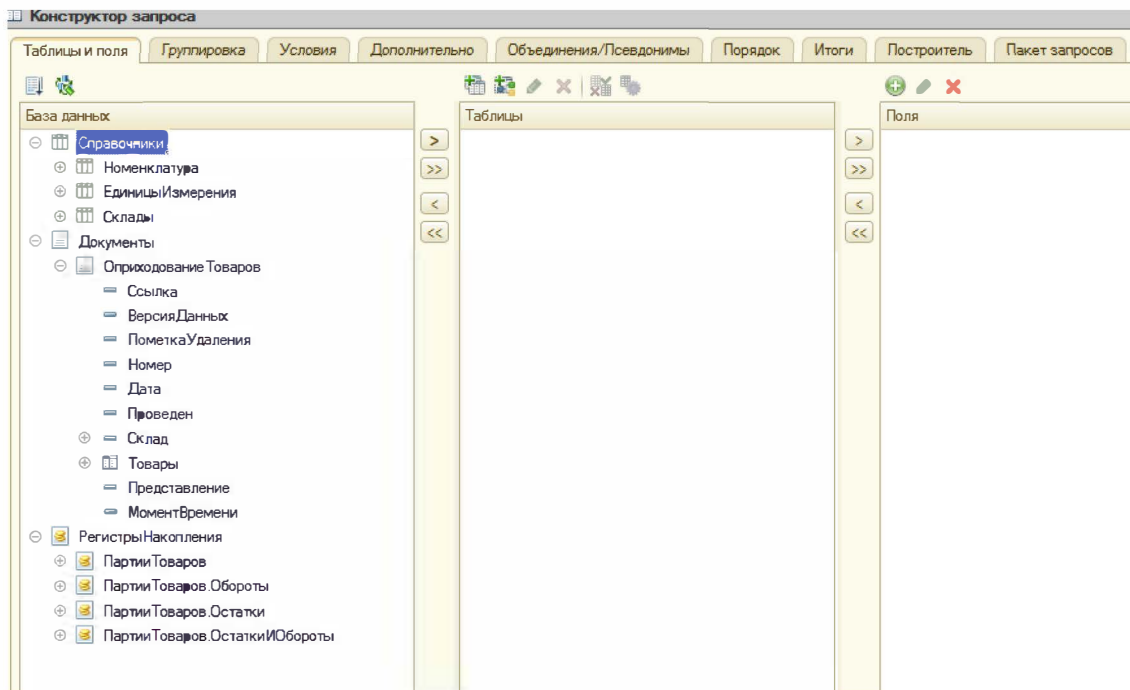 Конструктор запроса
Таблицы и поля Группировка Условия Дополнительно Объединения/Псевдонимы Порядок Итоги Построитель Пакет запросов
База данных Таблицы Поля
Справочники
Номенклатура
ЕдиницыИзмерения
Склады
Документы
ОприходованиеТоваров
Ссылка
ВерсияДанных
ПометкаУдаления
Номер
Дата
Проведен
Склад
Товары
Представление
МоментВремени
РегистрыНакопления
ПартииТоваров
ПартииТоваров.Обороты
ПартииТоваров.Остатки
ПартииТоваров.ОстаткиИОбороты